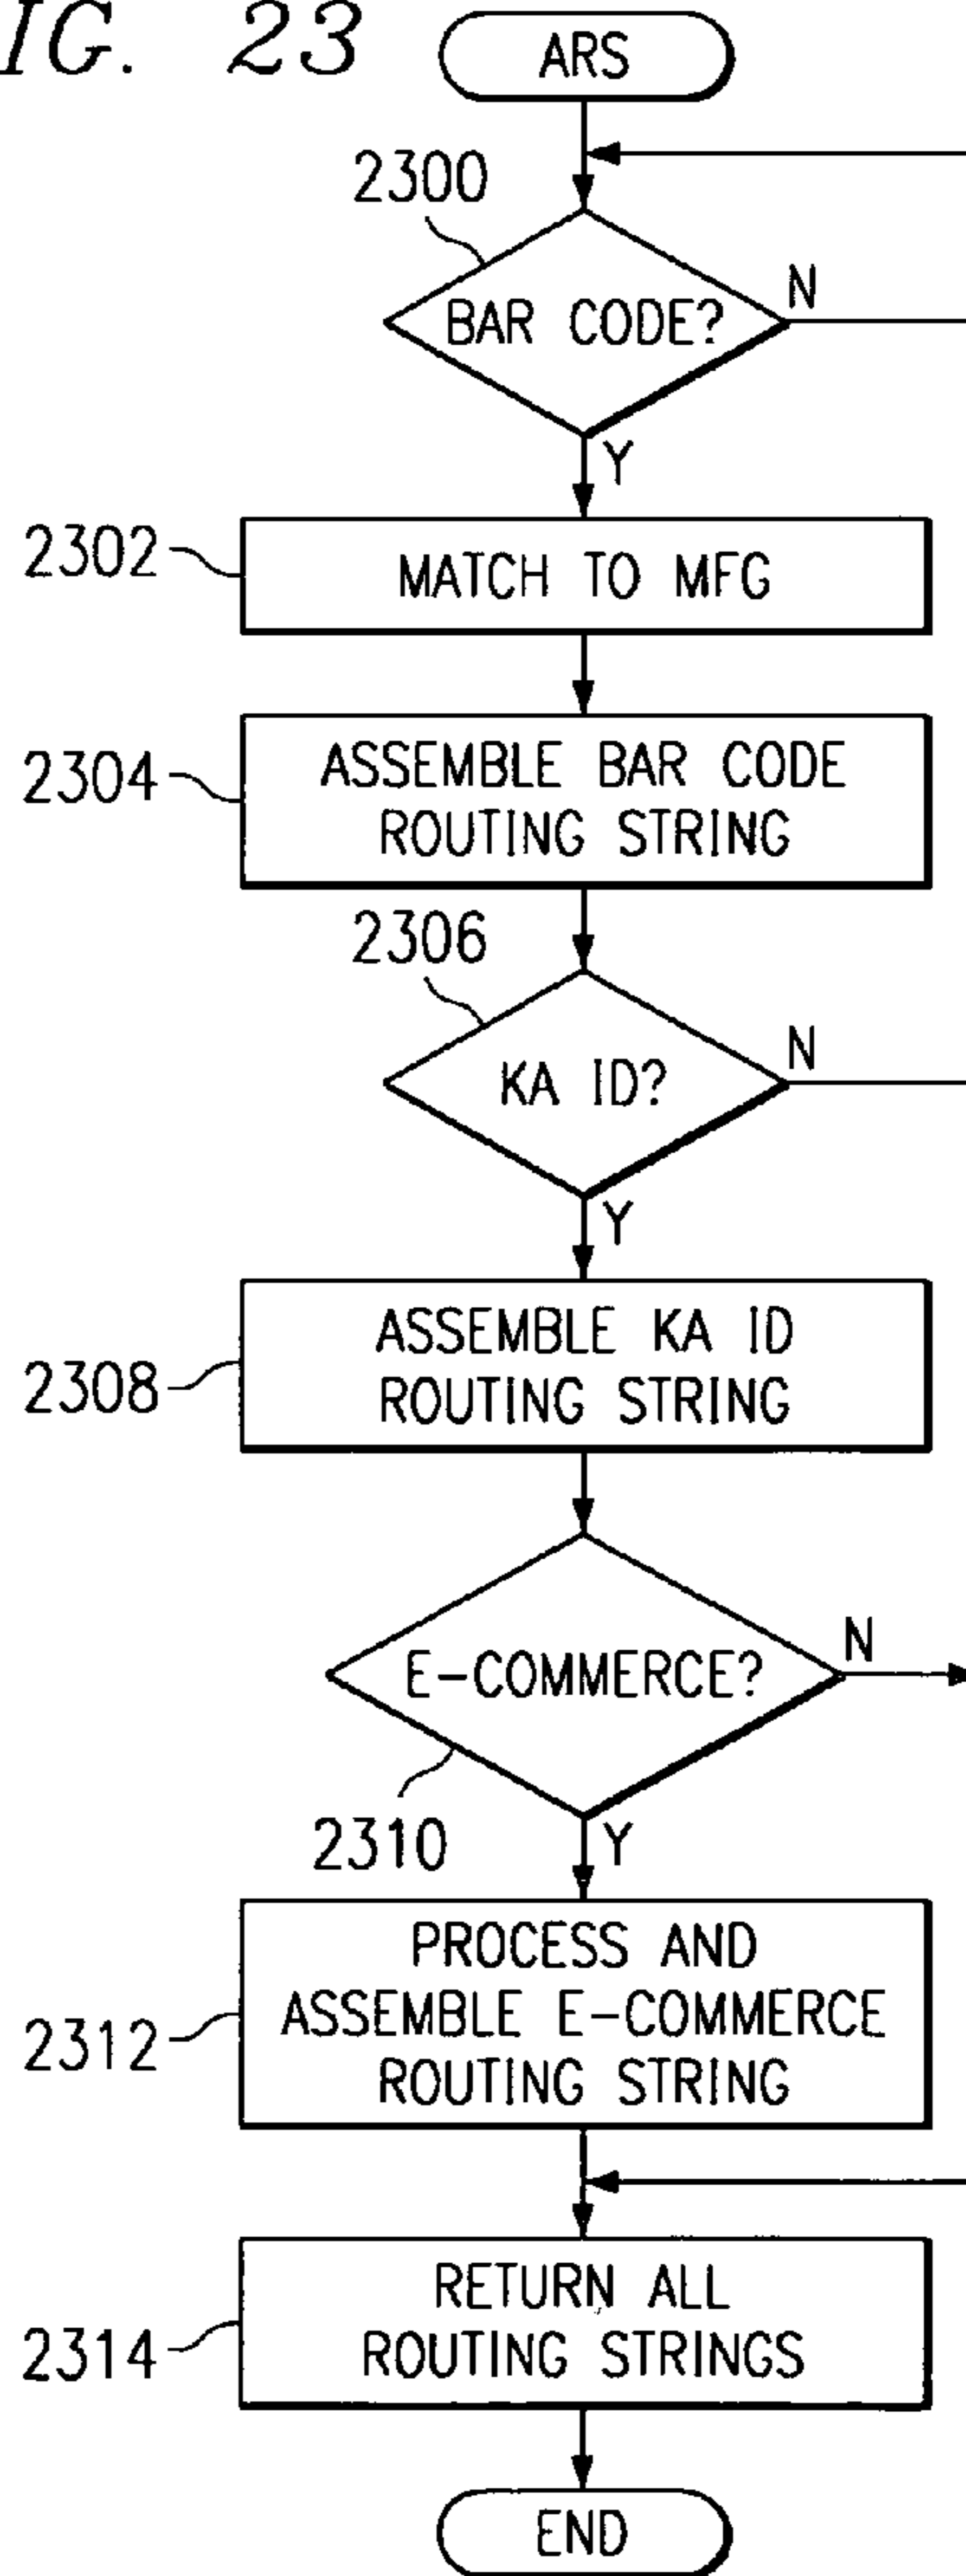 IG. 23
ARS
2300
BAR CODE?
N
Y
2302
MATCH TO MFG
2304
ASSEMBLE BAR CODE
ROUTING STRING
2306
KA ID?
N
Y
2308
ASSEMBLE KA ID
ROUTING STRING
E-COMMERCE?
N
2310
Y
2312
PROCESS AND
ASSEMBLE E-COMMERCE
ROUTING STRING
2314
RETURN ALL
ROUTING STRINGS
END